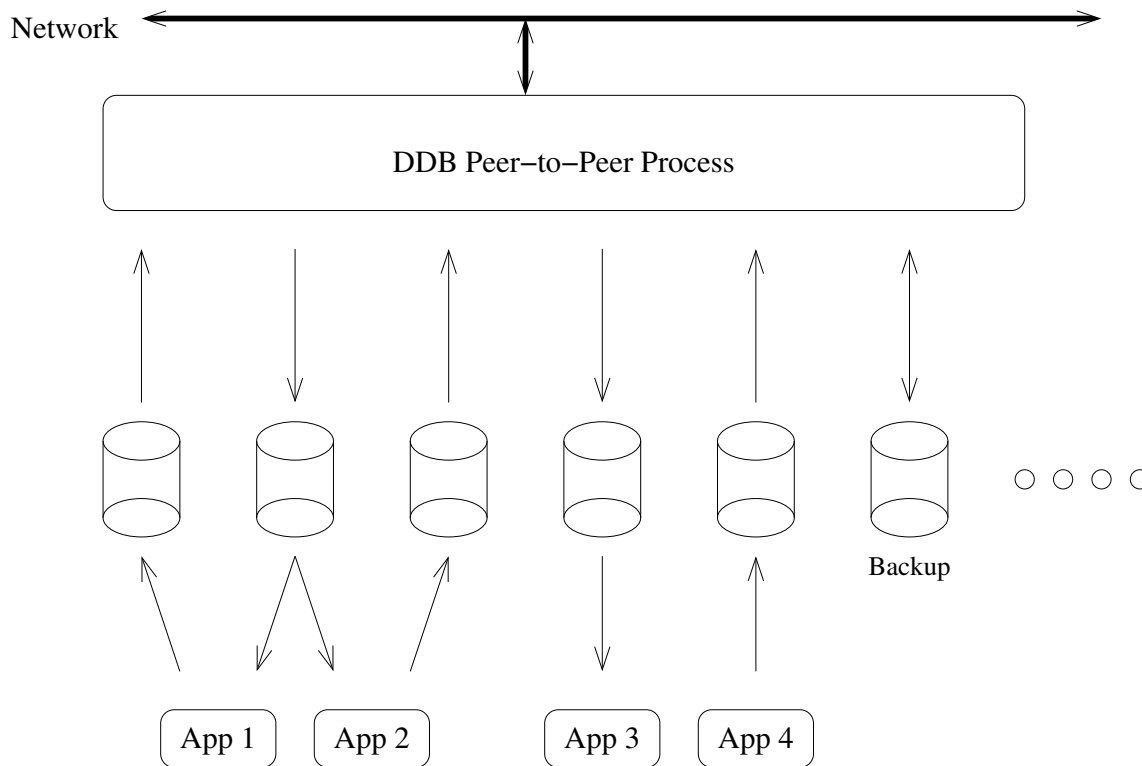 Network
DDB Peer−to−Peer Process
Backup
App 1
App 2
App 3
App 4